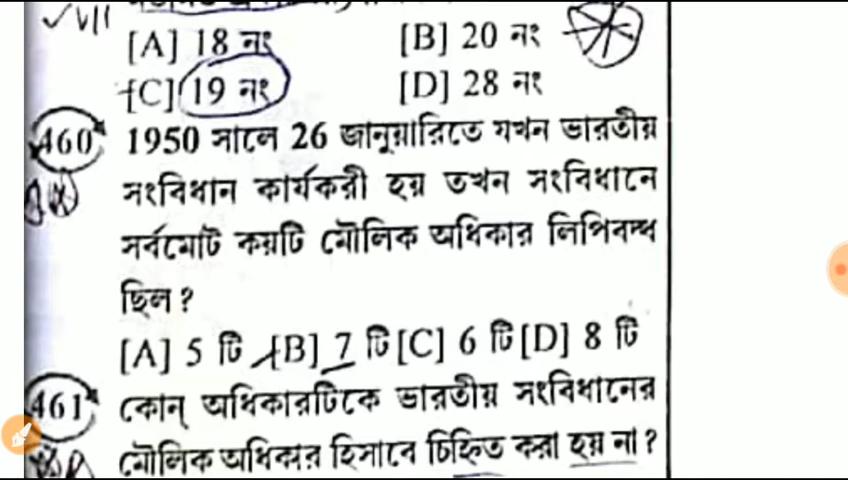 [A] 18 নং [B] 20 নং
[C] 19 নং [D] 28 নং
460 1950 সালে 26 জানুয়ারিতে যখন ভারতীয়
সংবিধান কার্যকরী হয় তখন সংবিধানে
সর্বমোট কয়টি মৌলিক অধিকার লিপিবদ্ধ
ছিল ?
[A] 5 টি [B] 7 টি [C] 6 টি [D] 8 টি
461 কোন্ অধিকারটিকে ভারতীয় সংবিধানের
মৌলিক অধিকার হিসাবে চিহ্নিত করা হয় না ?